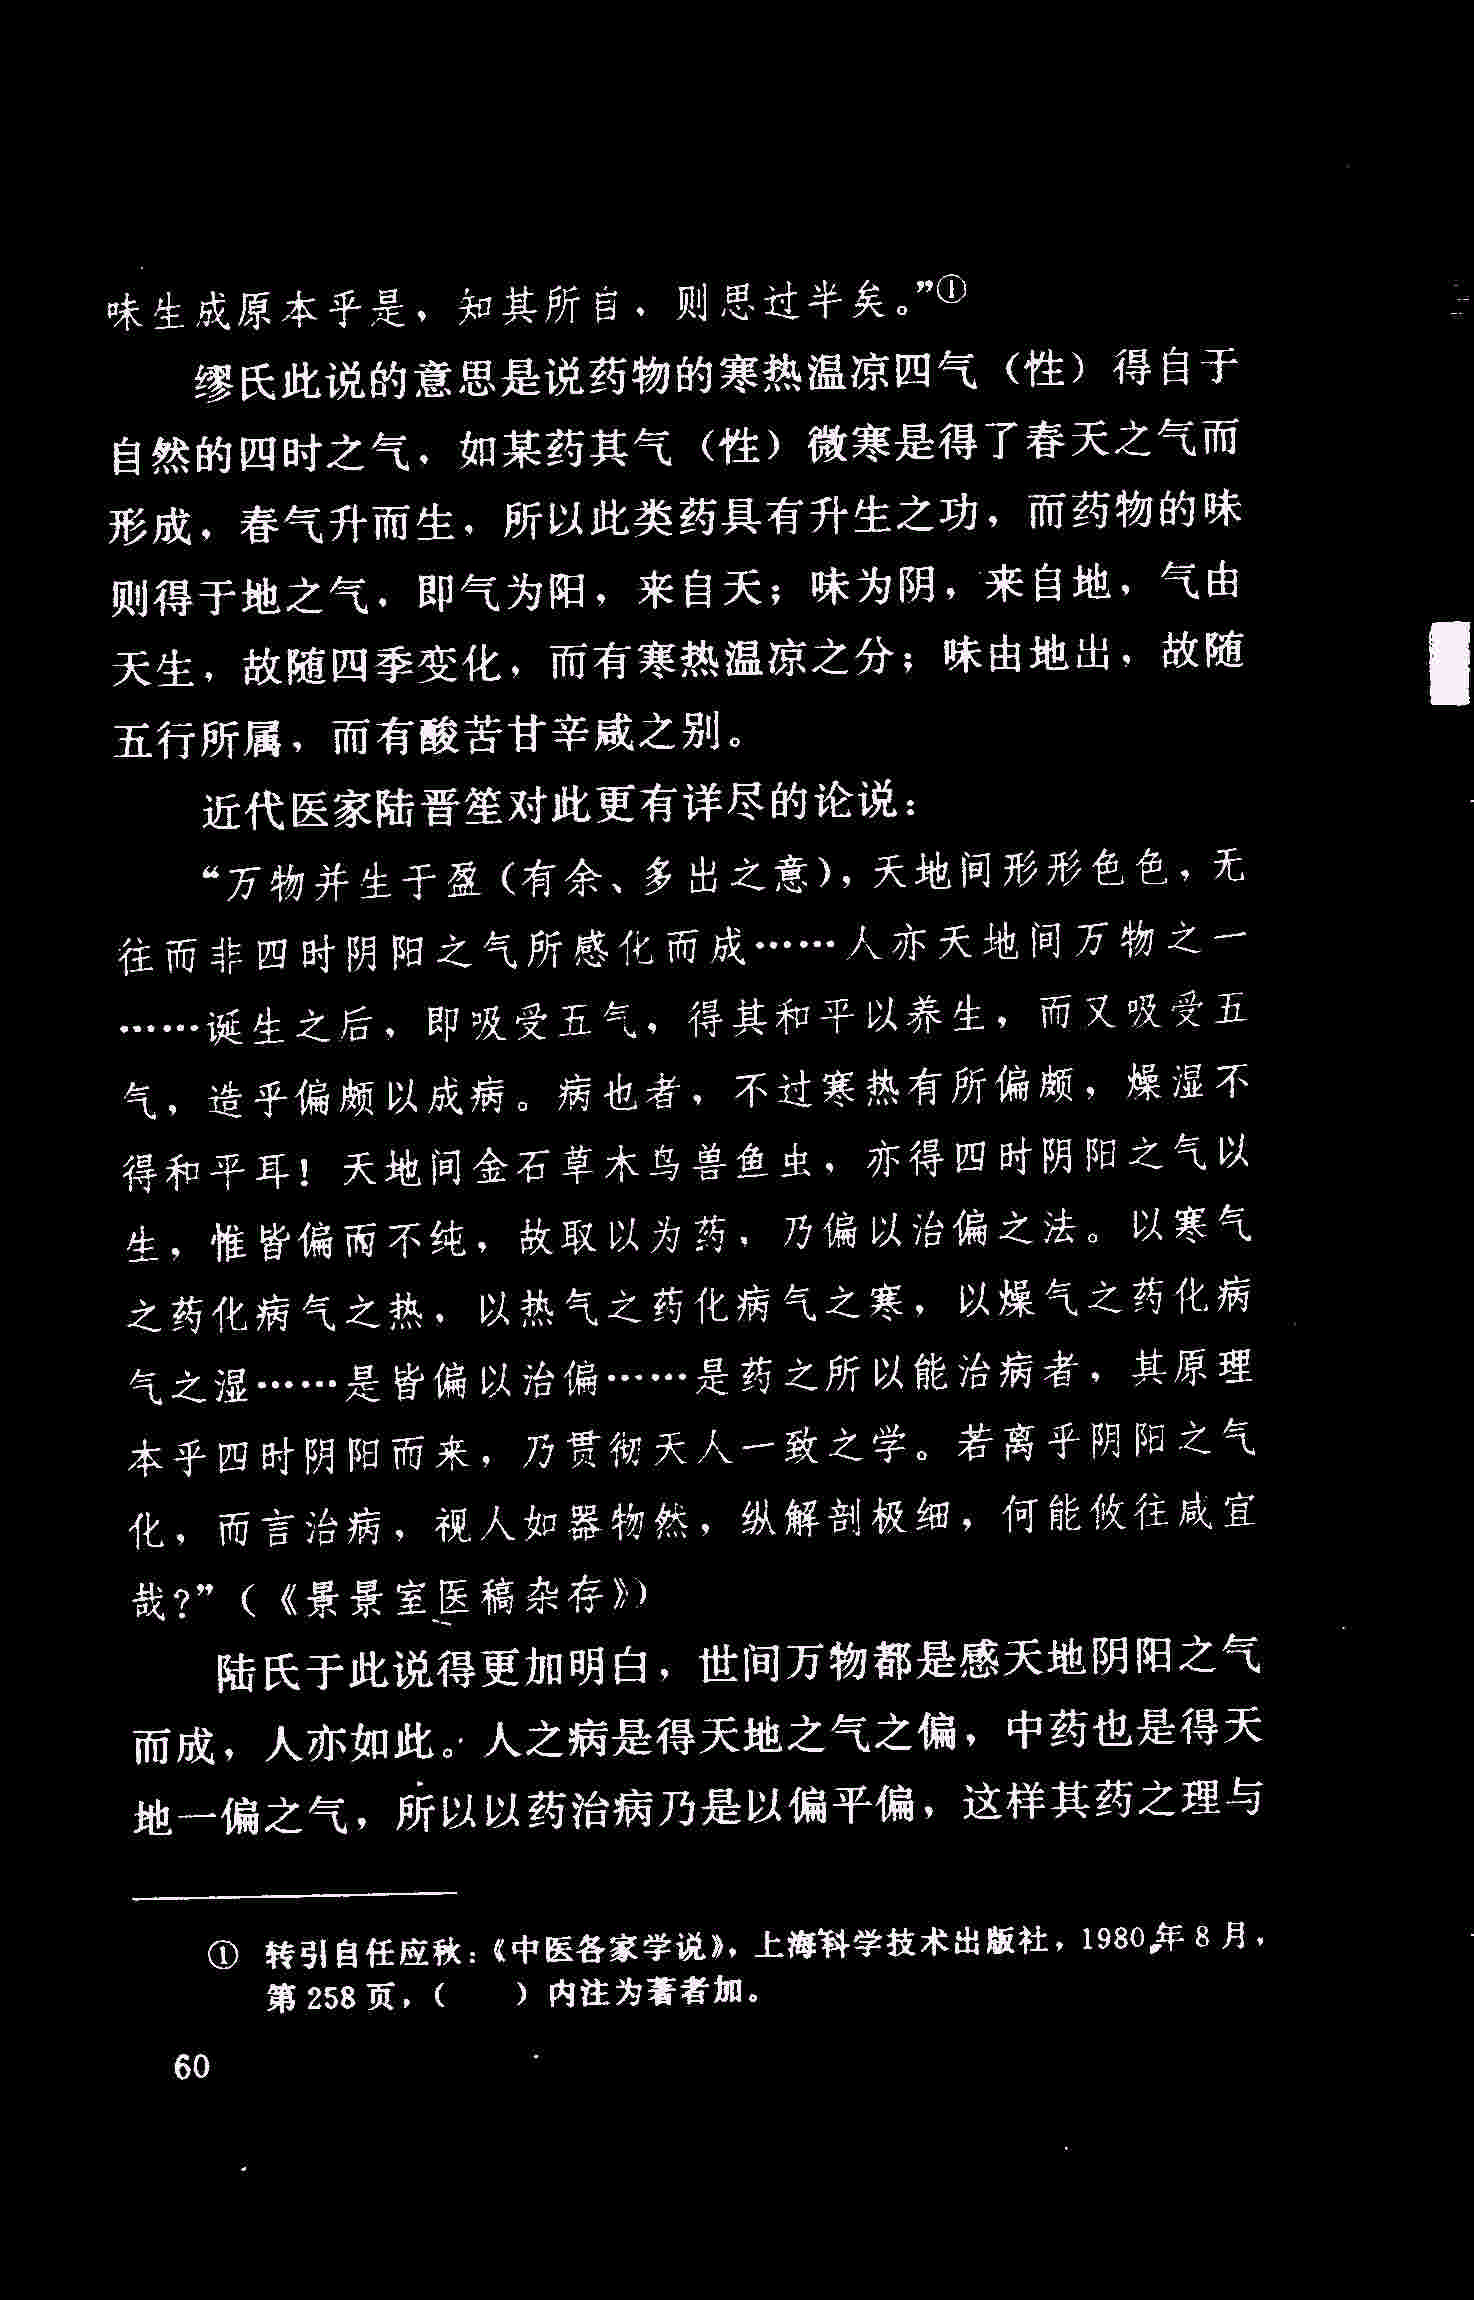 味生成原本乎是，知其所自，则思过半矣。”①
缪氏此说的意思是说药物的寒热温凉四气（性）得自于
自然的四时之气，如某药其气（性）微寒是得了春天之气而
形成，春气升而生，所以此类药具有升生之功，而药物的味
则得于地之气，即气为阳，来自天；味为阴，来自地，气由
天生，故随四季变化，而有寒热温凉之分；味由地出，故随
五行所属，而有酸苦甘辛咸之别。
近代医家陆晋笙对此更有详尽的论说：
“万物并生于盈（有余、多出之意），天地间形形色色，无
往而非四时阴阳之气所感化而成……人亦天地间万物之一
……诞生之后，即吸受五气，得其和平以养生，而又吸受五
气，造乎偏颇以成病。病也者，不过寒热有所偏颇，燥湿不
得和平耳！天地间金石草木鸟兽鱼虫，亦得四时阴阳之气以
生，惟皆偏而不纯，故取以为药，乃偏以治偏之法。以寒气
之药化病气之热，以热气之药化病气之寒，以燥气之药化病
气之湿……是皆偏以治偏……是药之所以能治病者，其原理
本乎四时阴阳而来，乃贯彻天人一致之学。若离乎阴阳之气
化，而言治病，视人如器物然，纵解剖极细，何能攸往咸宜
哉？”（《景景室医稿杂存》）
陆氏于此说得更加明白，世间万物都是感天地阴阳之气
而成，人亦如此。人之病是得天地之气之偏，中药也是得天
地一偏之气，所以以药治病乃是以偏平偏，这样其药之理与
① 转引自任应秋：《中医各家学说》，上海科学技术出版社，1980年8月，
第258页，（　　）内注为著者加。
60